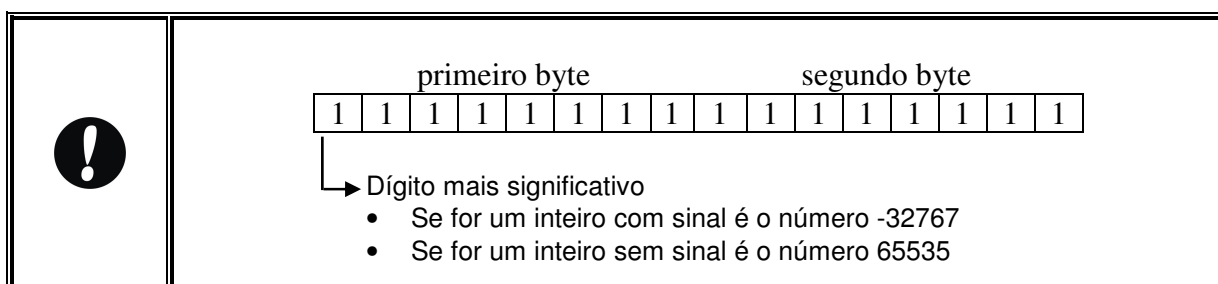 primeiro byte segundo byte
1 1 1 1 1 1 1 1 1 1 1 1 1 1 1 1
Dígito mais significativo
• Se for um inteiro com sinal é o número -32767
• Se for um inteiro sem sinal é o número 65535